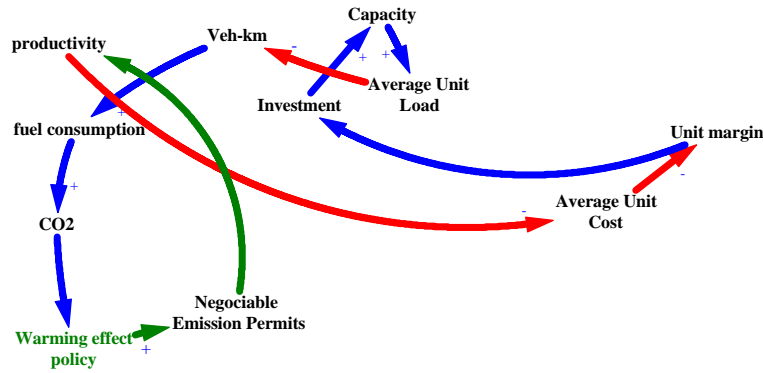 Capacity
Veh-km
-
productivity
+
+
Average Unit
Load
Investment
+
fuel consumption
Unit margin
-
+
Average Unit
Cost
-
CO2
Negociable
Emission Permits
Warming effect
policy
+